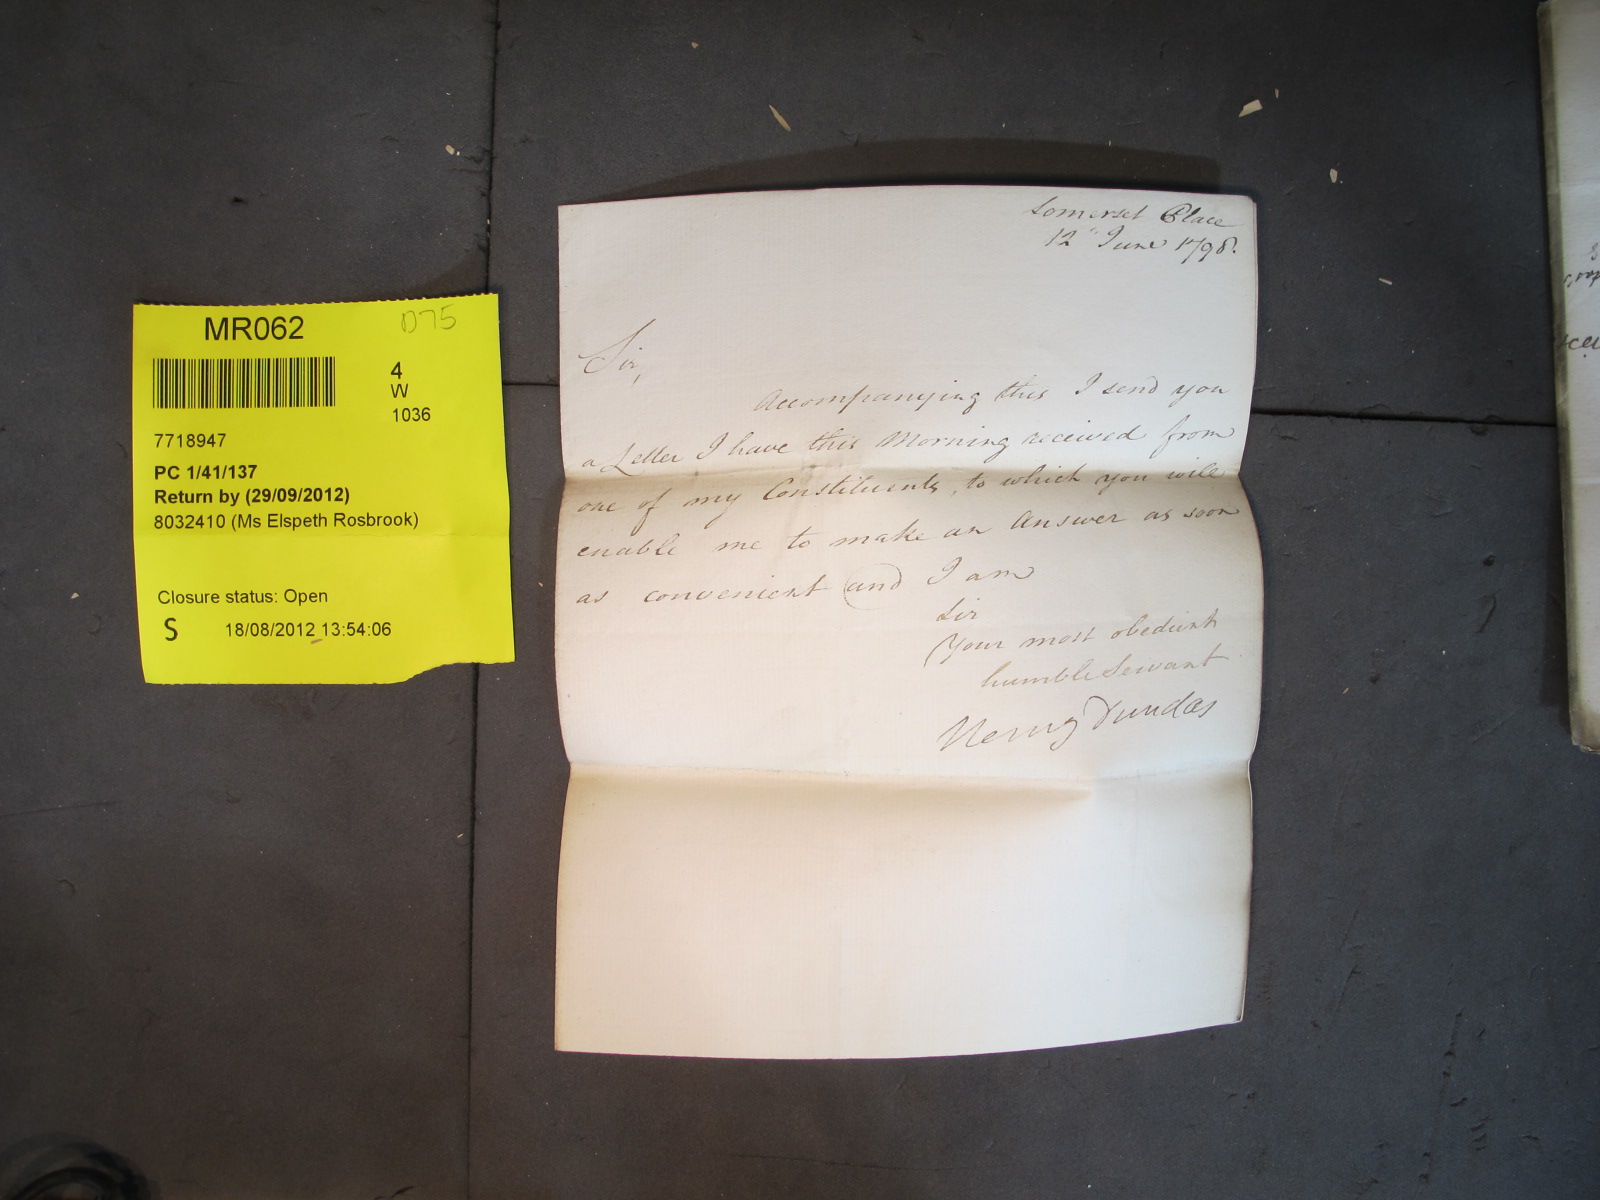 MR062
D75
4
W
1036
7718947
PC 1/41/137
Return by (29/09/2012)
8032410 (Ms Elspeth Rosbrook)
Closure status: Open
S 18/08/2012 13:54:06
Somerset Place
12" June 1798.
Sir,
Accompanying this I send you
a Letter I have this Morning received from
one of my Constituents, to which you will
enable me to make an Answer as soon
as convenient and I am
Sir
Your most obedient
humble Servant
Henry Dundas